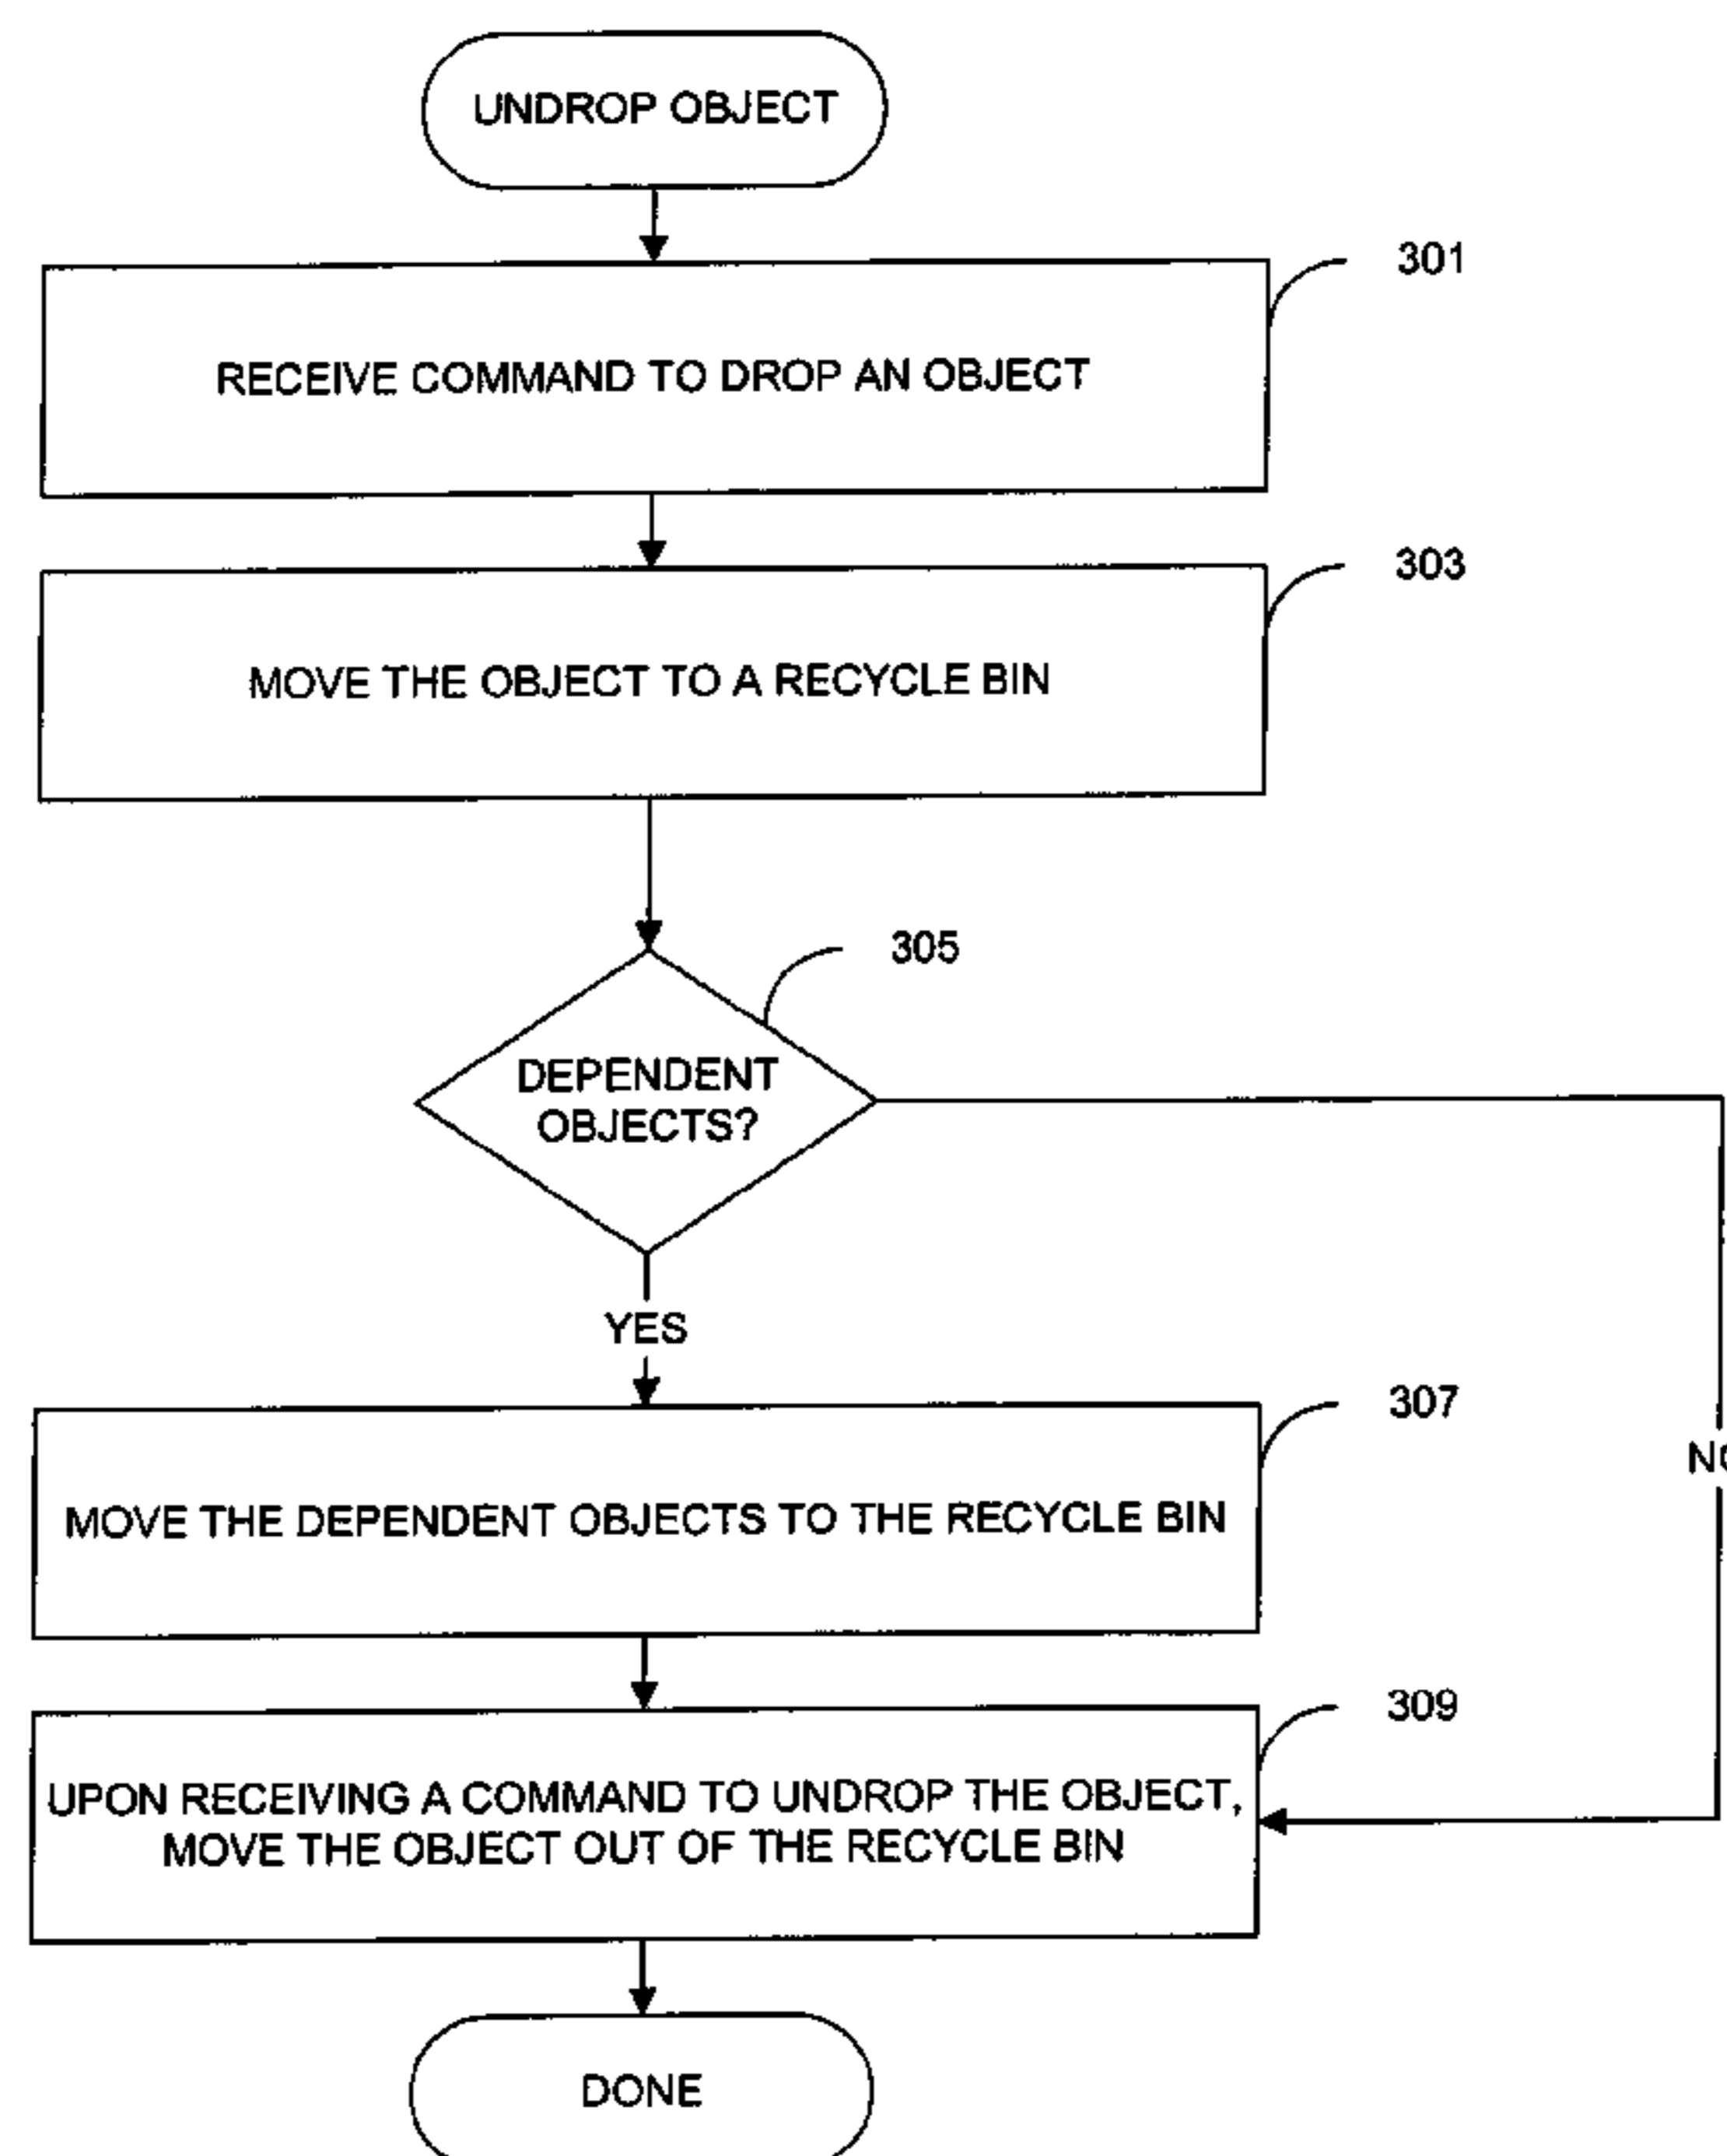 UNDROP OBJECT
301
RECEIVE COMMAND TO DROP AN OBJECT
303
MOVE THE OBJECT TO A RECYCLE BIN
305
DEPENDENT
OBJECTS?
YES
307
MOVE THE DEPENDENT OBJECTS TO THE RECYCLE BIN
309
UPON RECEIVING A COMMAND TO UNDROP THE OBJECT,
MOVE THE OBJECT OUT OF THE RECYCLE BIN
DONE